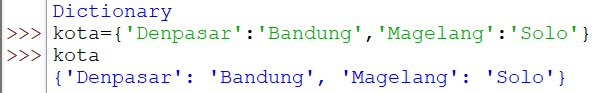 Dictionary
>>> kota={'Denpasar':'Bandung','Magelang':'Solo'}
>>> kota
{'Denpasar': 'Bandung', 'Magelang': 'Solo'}